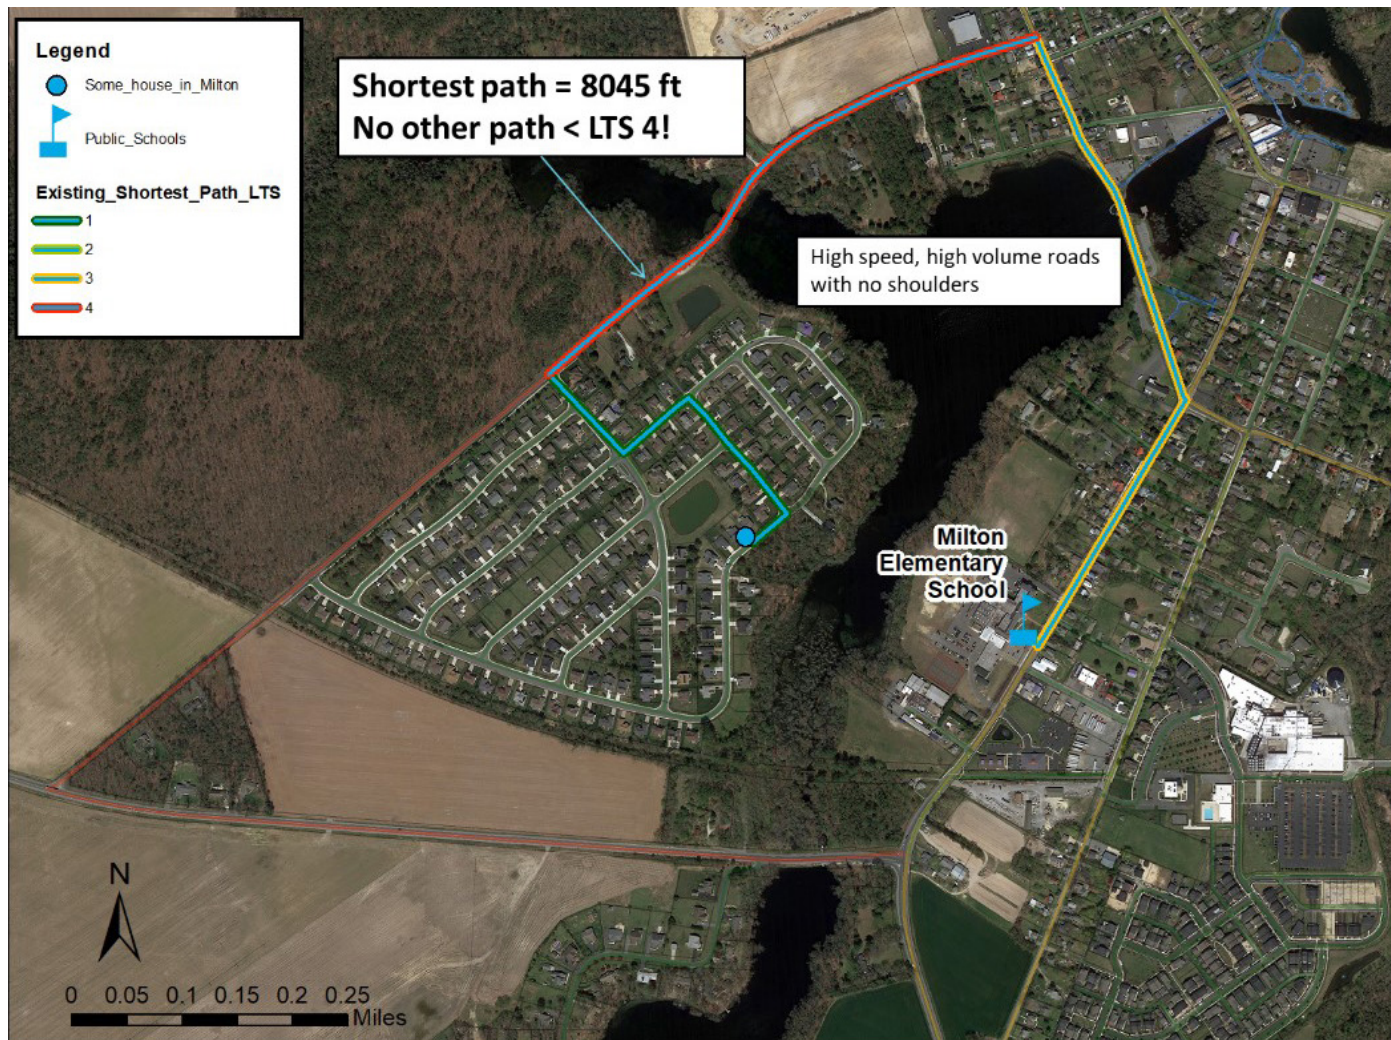 Legend
Some_house_in_Milton
Public_Schools
Existing_Shortest_Path_LTS
1
2
3
4
Shortest path = 8045 ft
No other path < LTS 4!
High speed, high volume roads
with no shoulders
Milton
Elementary
School
N
0 0.05 0.1 0.15 0.2 0.25
Miles